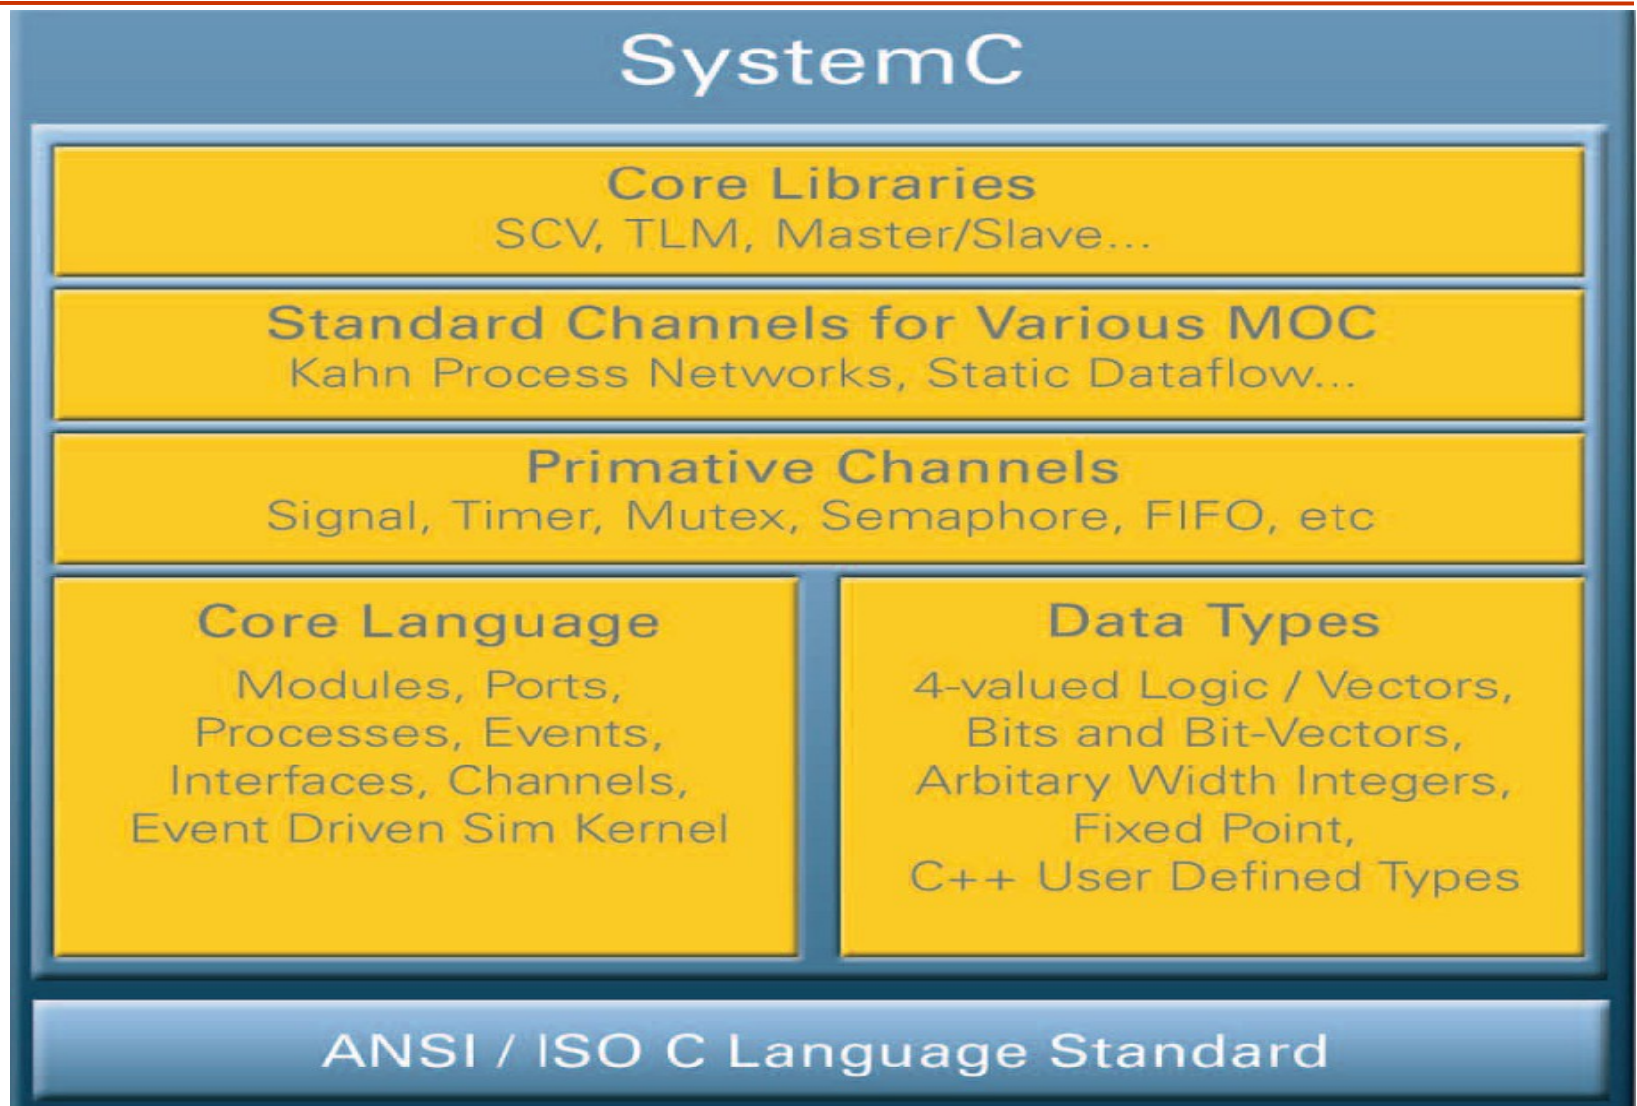 SystemC
Core Libraries
SCV, TLM, Master/Slave...
Standard Channels for Various MOC
Kahn Process Networks, Static Dataflow...
Primative Channels
Signal, Timer, Mutex, Semaphore, FIFO, etc
Core Language
Modules, Ports,
Processes, Events,
Interfaces, Channels,
Event Driven Sim Kernel
Data Types
4-valued Logic / Vectors,
Bits and Bit-Vectors,
Arbitary Width Integers,
Fixed Point,
C++ User Defined Types
ANSI / ISO C Language Standard